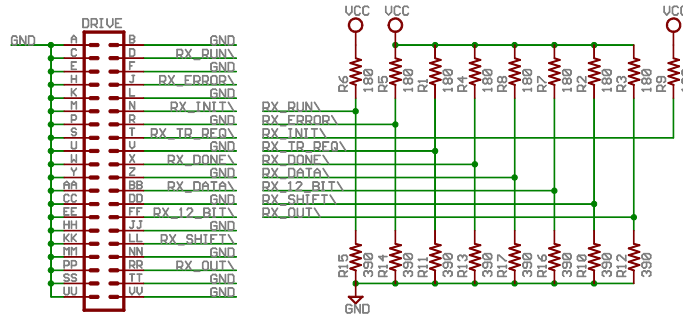 DRIVE
VCC VCC VCC
GND A B GND
C D RX_RUN\
E F GND
H J RX_ERROR\
K L GND
M N RX_INIT\
P R GND
S T RX_TR_REQ\
U V GND
W X RX_DONE\
Y Z GND
AA BB RX_DATA\
CC DD GND
EE FF RX_12_BIT\
HH JJ GND
KK LL RX_SHIFT\
MM NN GND
PP RR RX_OUT\
SS TT GND
UU VV GND
R6 180 R5 180 R1 180 R4 180 R8 180 R7 180 R2 180 R3 180 R9 180
RX_RUN\
RX_ERROR\
RX_INIT\
RX_TR_REQ\
RX_DONE\
RX_DATA\
RX_12_BIT\
RX_SHIFT\
RX_OUT\
R15 390 R14 390 R11 390 R13 390 R17 390 R16 390 R10 390 R12 390
GND